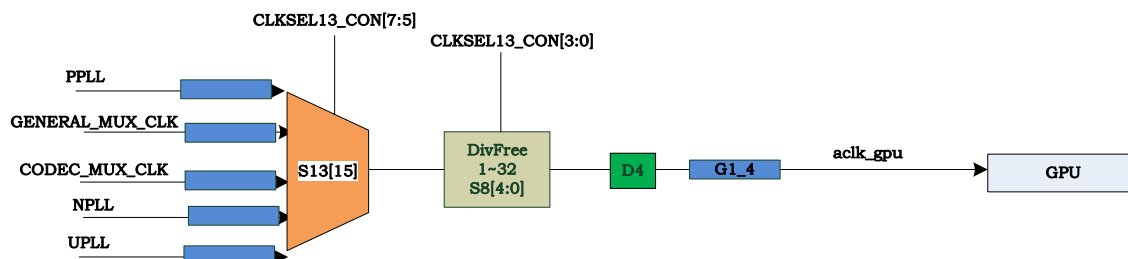 CLKSEL13_CON[7:5]
CLKSEL13_CON[3:0]
PPLL
GENERAL_MUX_CLK
CODEC_MUX_CLK
NPLL
UPLL
S13[15]
DivFree
1~32
S8[4:0]
D4
G1_4
aclk_gpu
GPU